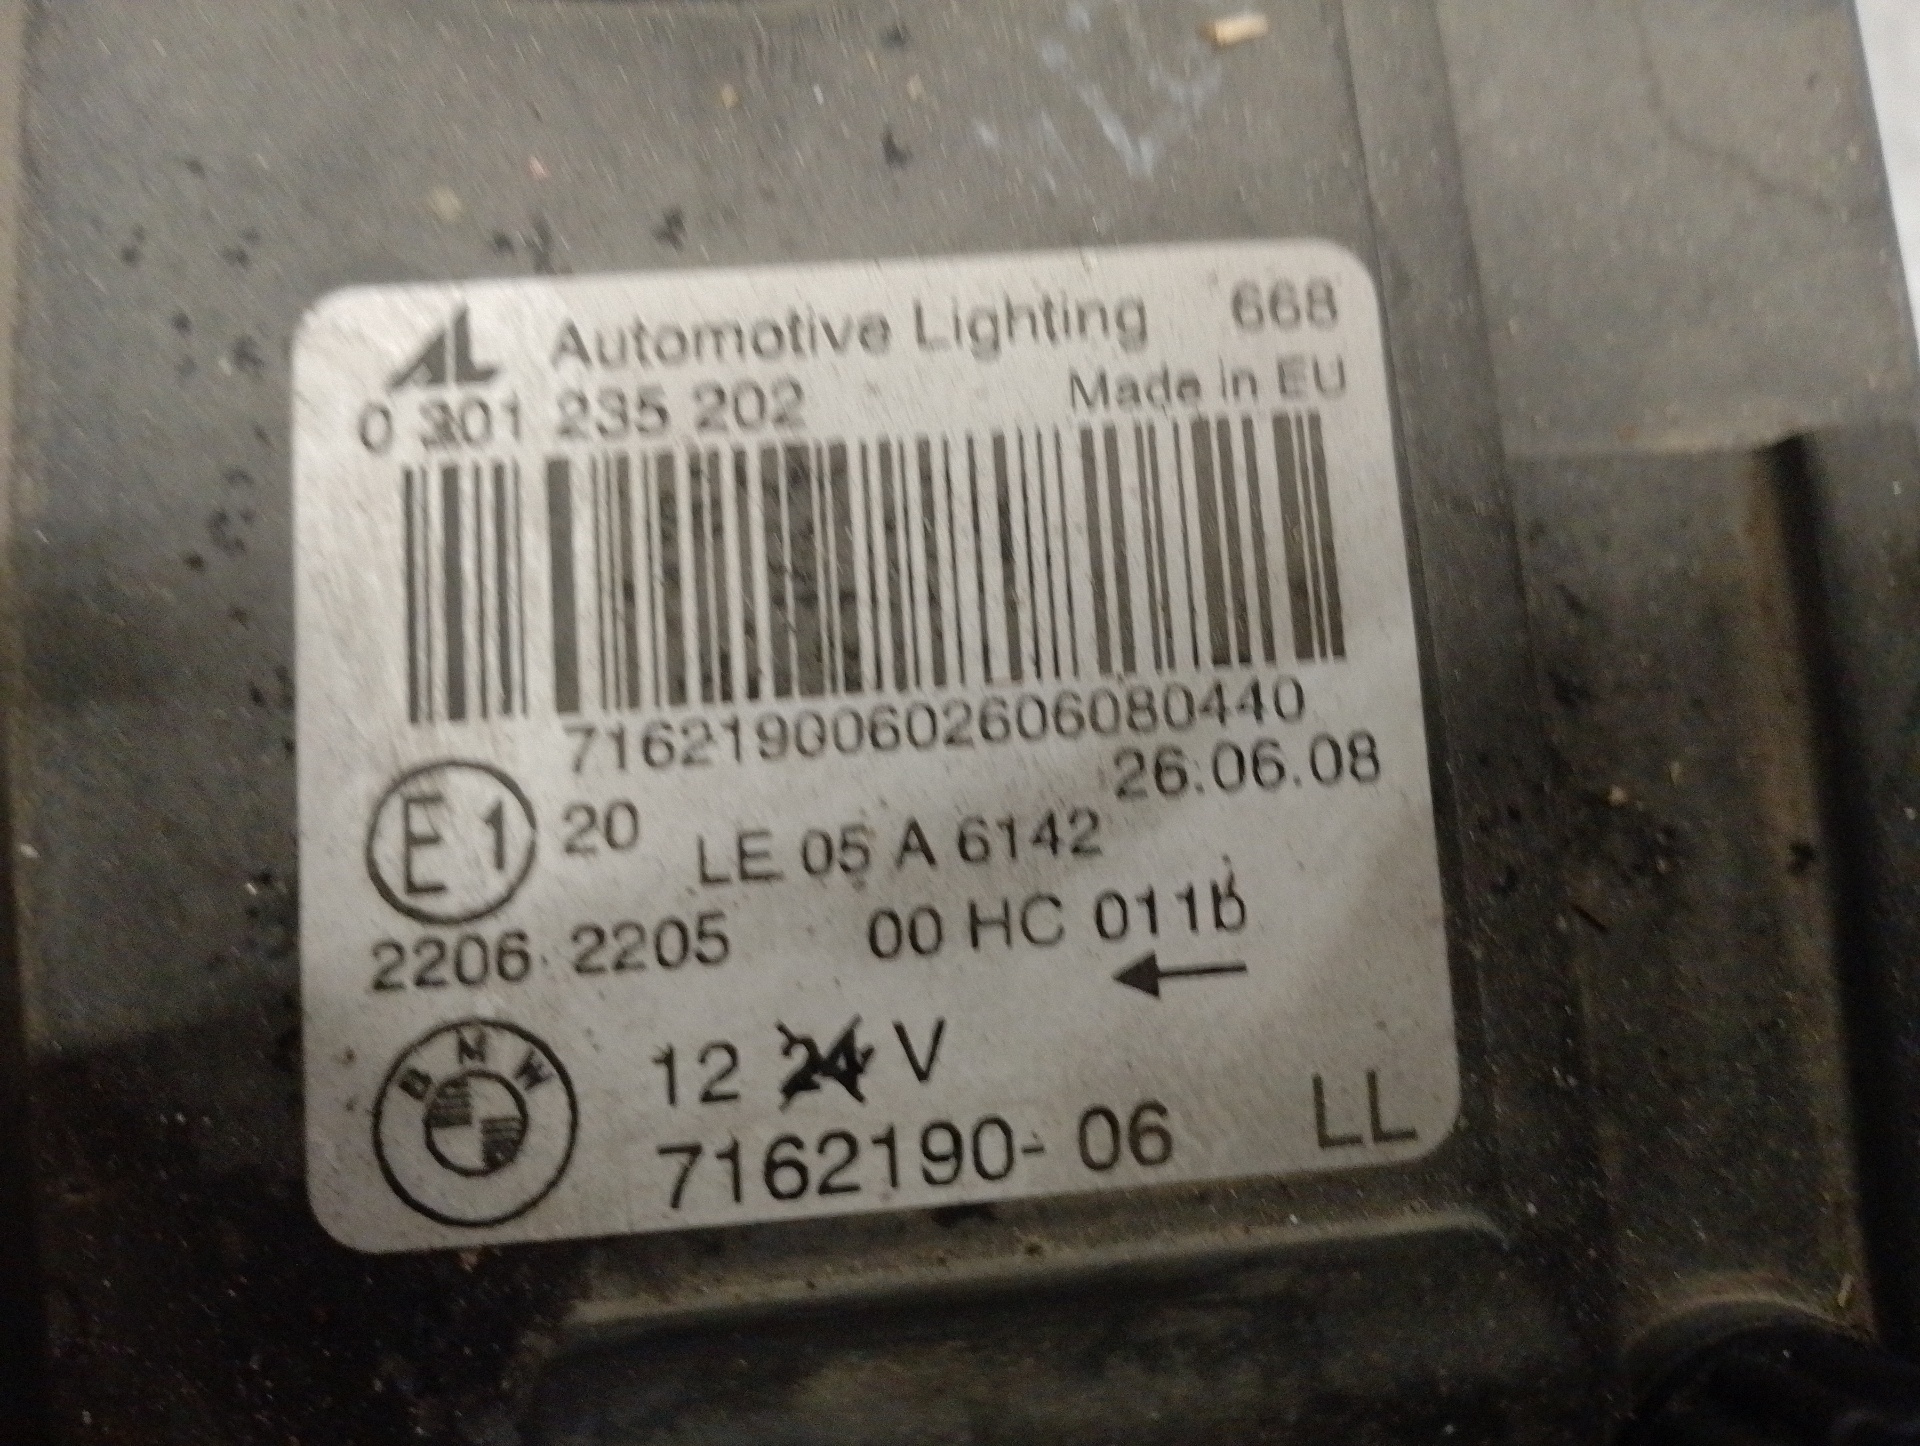 AL Automotive Lighting 668
0 301 235 202 Made in EU
71621900602606080440
26.06.08
E1 20 LE 05 A 6142
2206 2205 00 HC 011b
BMW 12 24 V
7162190- 06 LL